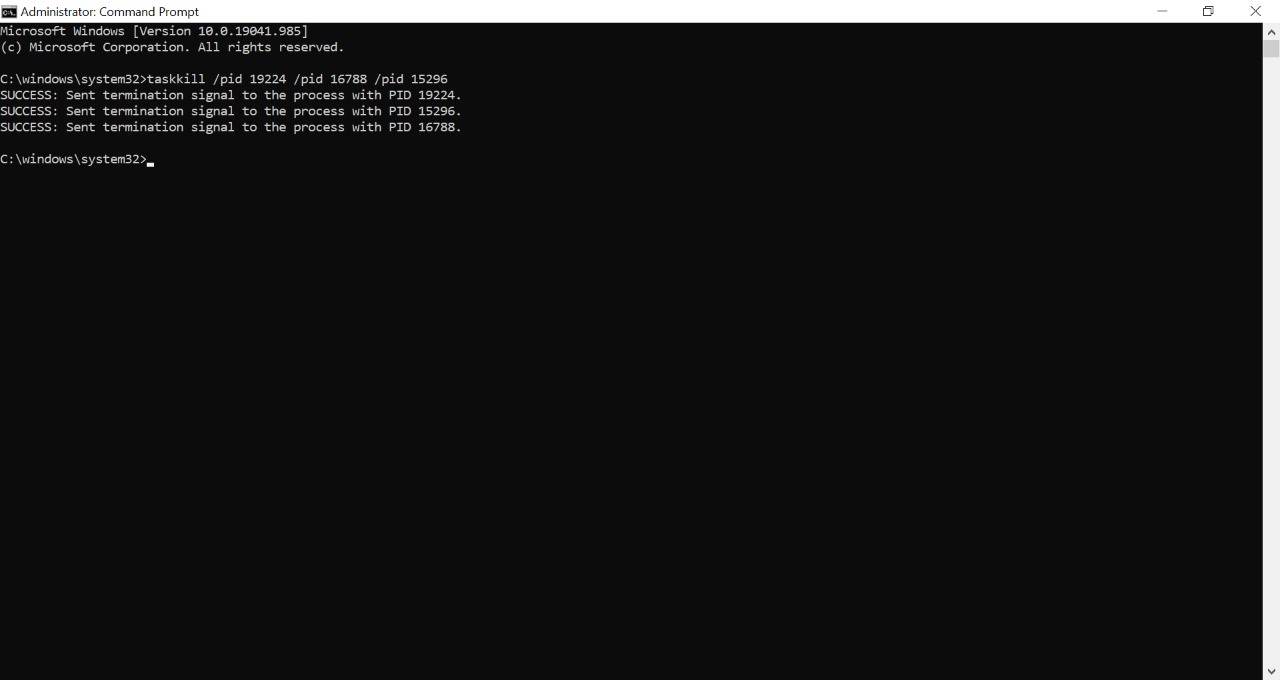 Administrator: Command Prompt
Microsoft Windows [Version 10.0.19041.985]
(c) Microsoft Corporation. All rights reserved.
C:\windows\system32>taskkill /pid 19224 /pid 16788 /pid 15296
SUCCESS: Sent termination signal to the process with PID 19224.
SUCCESS: Sent termination signal to the process with PID 15296.
SUCCESS: Sent termination signal to the process with PID 16788.
C:\windows\system32>